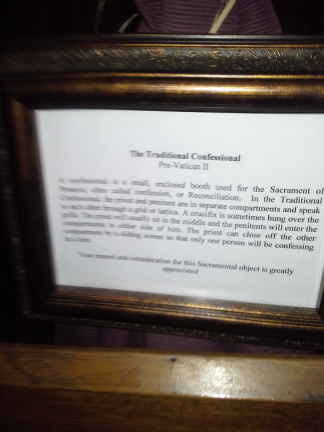 The Traditional Confessional
Pre-Vatican II
A confessional is a small, enclosed booth used for the Sacrament of
Penance, often called confession, or Reconciliation. In the Traditional
Confessional, the priest and penitent are in separate compartments and speak
to each other through a grid or lattice. A crucifix is sometimes hung over the
grille. The priest will usually sit in the middle and the penitents will enter the
compartments to either side of him. The priest can close off the other
compartment by a sliding screen so that only one person will be confessing
at a time.
Your respect and consideration for this Sacramental object is greatly
appreciated